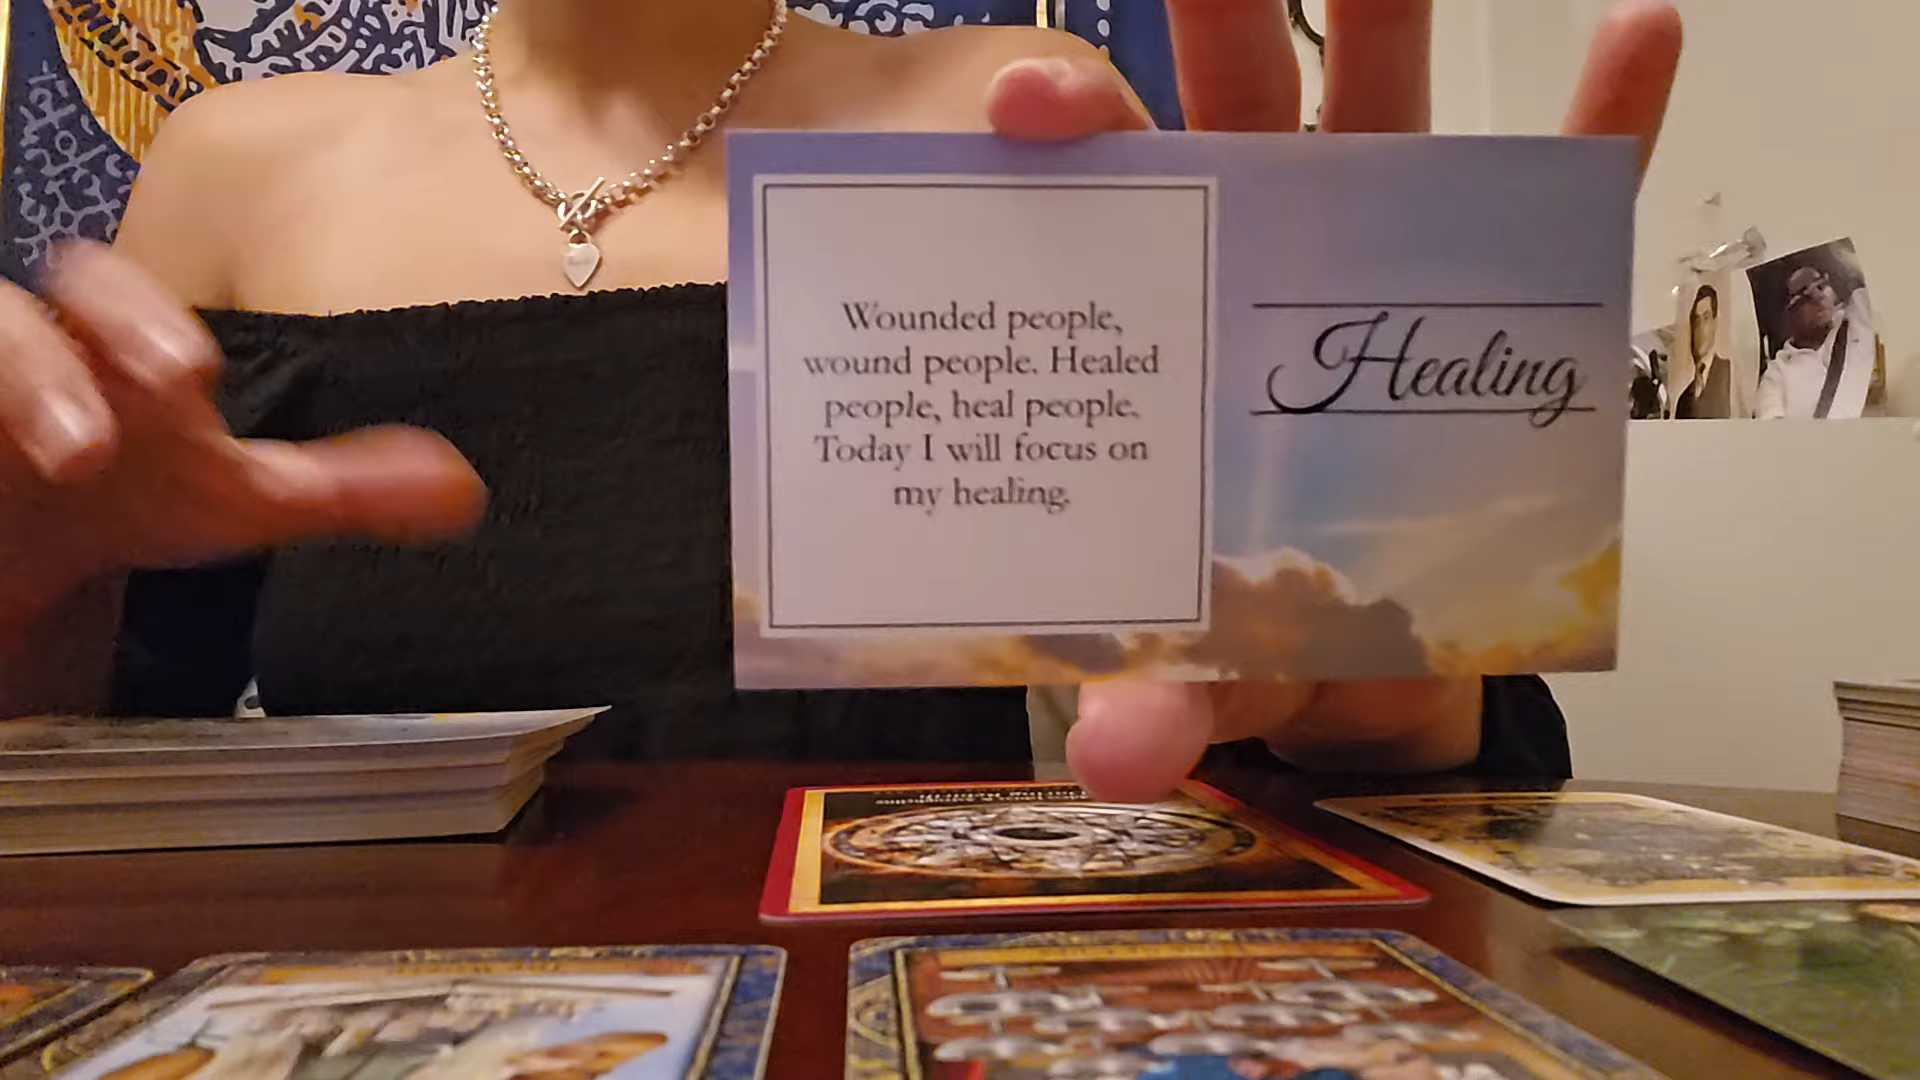 Wounded people,
wound people. Healed
people, heal people.
Today I will focus on
my healing.
Healing